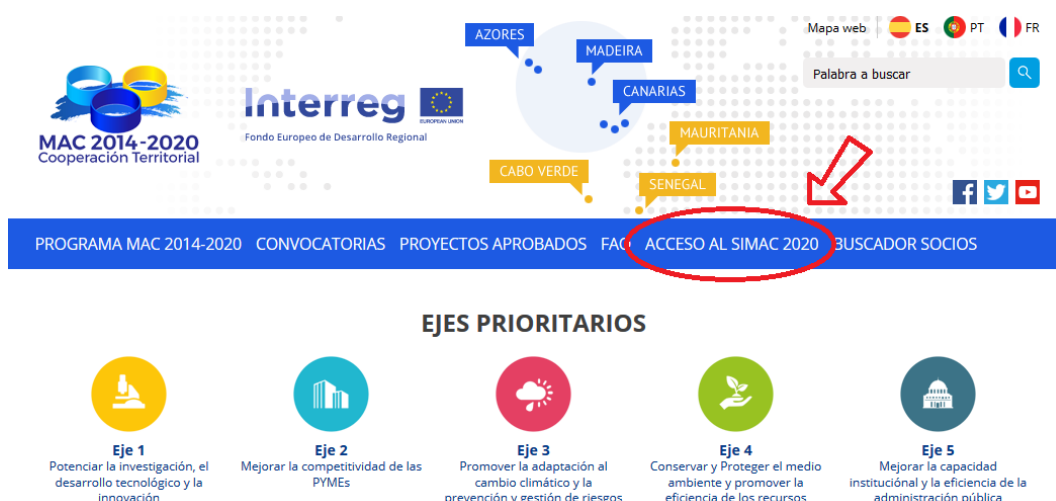 AZORES
MADEIRA
CANARIAS
MAURITANIA
CABO VERDE
SENEGAL
Mapa web ES PT FR
Palabra a buscar
MAC 2014-2020
Cooperación Territorial
Interreg
EUROPEAN UNION
Fondo Europeo de Desarrollo Regional
PROGRAMA MAC 2014-2020 CONVOCATORIAS PROYECTOS APROBADOS FAQ ACCESO AL SIMAC 2020 BUSCADOR SOCIOS
EJES PRIORITARIOS
Eje 1
Potenciar la investigación, el
desarrollo tecnológico y la
innovación
Eje 2
Mejorar la competitividad de las
PYMEs
Eje 3
Promover la adaptación al
cambio climático y la
prevención y gestión de riesgos
Eje 4
Conservar y Proteger el medio
ambiente y promover la
eficiencia de los recursos
Eje 5
Mejorar la capacidad
instituciónal y la eficiencia de la
administración pública